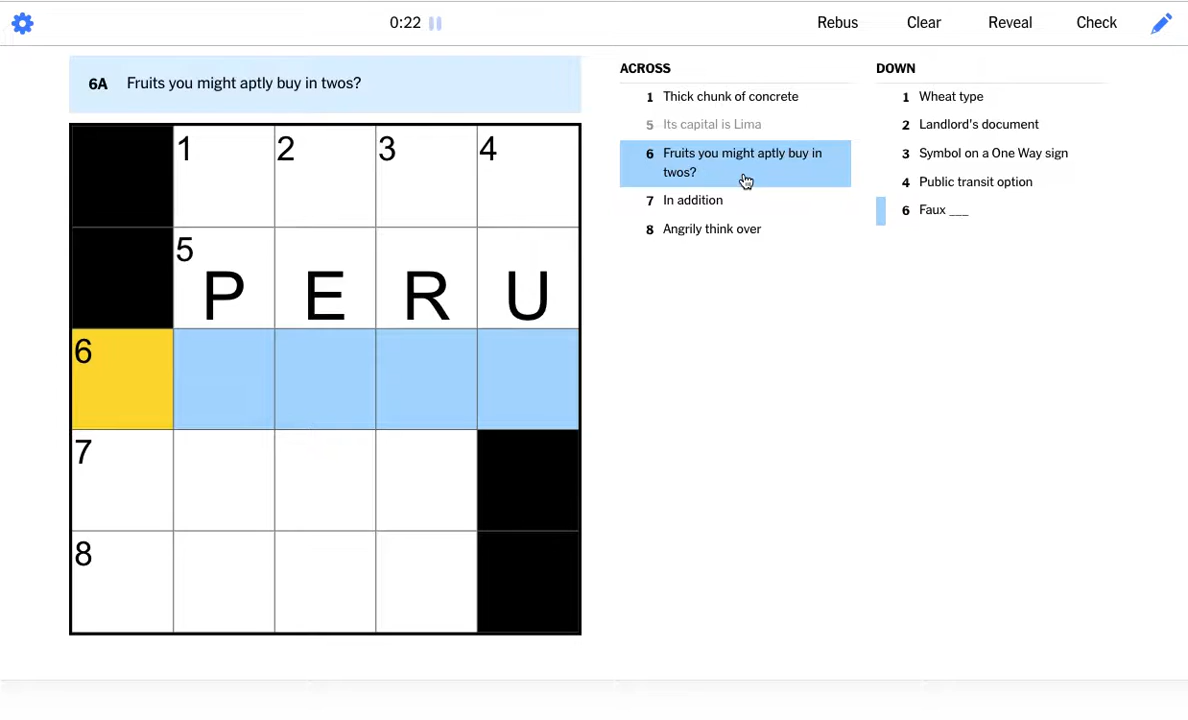 0:22
Rebus
Clear
Reveal
Check
6A Fruits you might aptly buy in twos?
1 2 3 4
5
P E R U
6
7
8
ACROSS
1 Thick chunk of concrete
5 Its capital is Lima
6 Fruits you might aptly buy in
twos?
7 In addition
8 Angrily think over
DOWN
1 Wheat type
2 Landlord's document
3 Symbol on a One Way sign
4 Public transit option
6 Faux ___